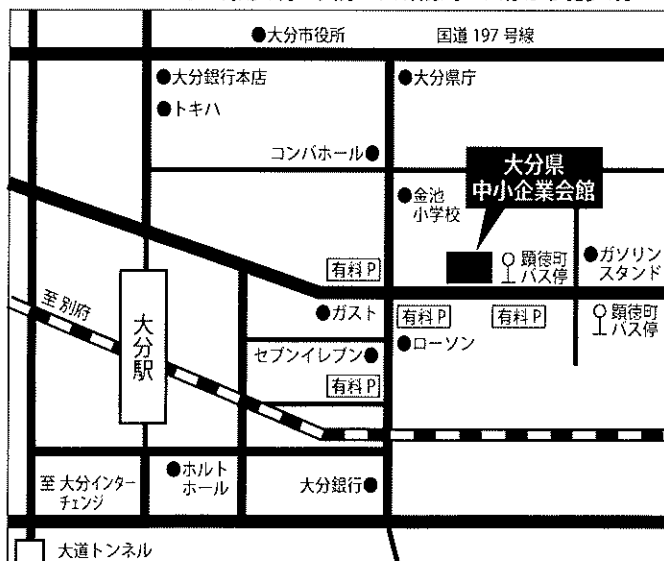 ●大分市役所
国道 197 号線
●大分銀行本店
●大分県庁
●トキハ
コンパホール●
大分県
中小企業会館
●金池
小学校
有料 P
顕徳町
バス停
●ガソリン
スタンド
至 別府
大分駅
●ガスト
有料 P
有料 P
顕徳町
バス停
セブンイレブン●
●ローソン
有料 P
至 大分インター
チェンジ
●ホルト
ホール
大分銀行●
大道トンネル